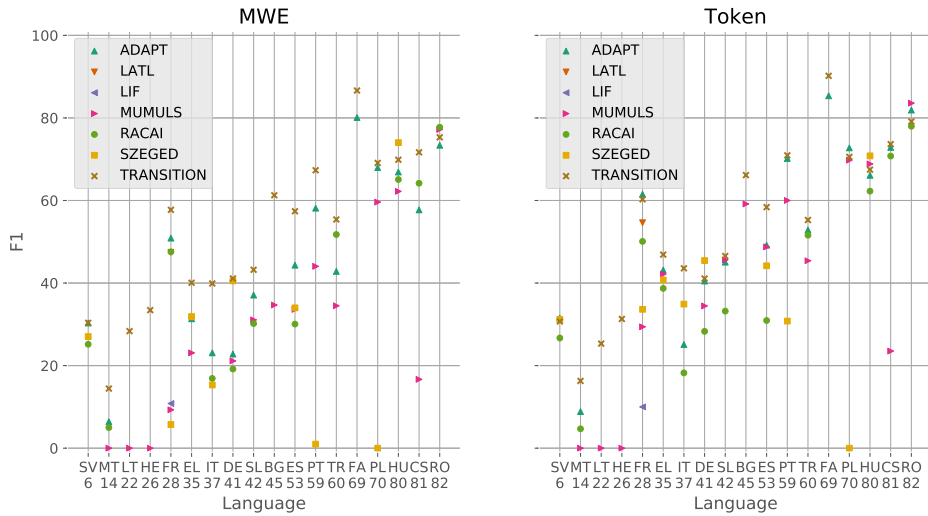 MWE
Token
100
80
60
40
20
0
F1
ADAPT
LATL
LIF
MUMULS
RACAI
SZEGED
TRANSITION
ADAPT
LATL
LIF
MUMULS
RACAI
SZEGED
TRANSITION
SV MT LT HE FR EL IT DE SL BG ES PT TR FA PL HU CS RO
6 14 22 26 28 35 37 41 42 45 53 59 60 69 70 80 81 82
Language
SV MT LT HE FR EL IT DE SL BG ES PT TR FA PL HU CS RO
6 14 22 26 28 35 37 41 42 45 53 59 60 69 70 80 81 82
Language